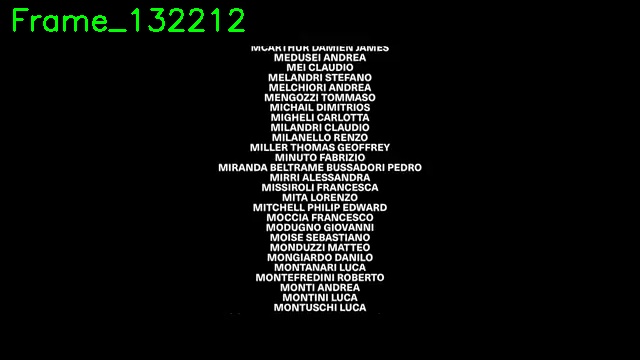 Frame_132212
MCARTHUR DAMIEN JAMES
MEDUSEI ANDREA
MEI CLAUDIO
MELANDRI STEFANO
MELCHIORI ANDREA
MENGOZZI TOMMASO
MICHAIL DIMITRIOS
MIGHELI CARLOTTA
MILANDRI CLAUDIO
MILANELLO RENZO
MILLER THOMAS GEOFFREY
MINUTO FABRIZIO
MIRANDA BELTRAME BUSSADORI PEDRO
MIRRI ALESSANDRA
MISSIROLI FRANCESCA
MITA LORENZO
MITCHELL PHILIP EDWARD
MOCCIA FRANCESCO
MODUGNO GIOVANNI
MOISE SEBASTIANO
MONDUZZI MATTEO
MONGIARDO DANILO
MONTANARI LUCA
MONTEFREDINI ROBERTO
MONTI ANDREA
MONTINI LUCA
MONTUSCHI LUCA